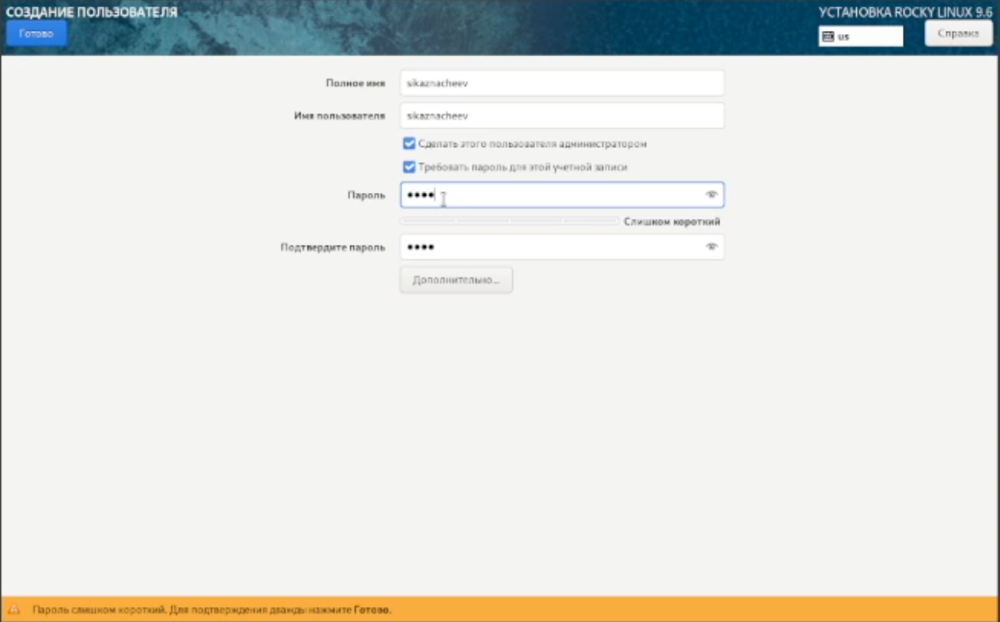 СОЗДАНИЕ ПОЛЬЗОВАТЕЛЯ
УСТАНОВКА ROCKY LINUX 9.6
Готово
us
Справка
Полное имя
sikaznacheev
Имя пользователя
sikaznacheev
Сделать этого пользователя администратором
Требовать пароль для этой учетной записи
Пароль
••••
Слишком короткий
Подтвердите пароль
••••
Дополнительно...
Пароль слишком короткий. Для подтверждения дважды нажмите Готово.